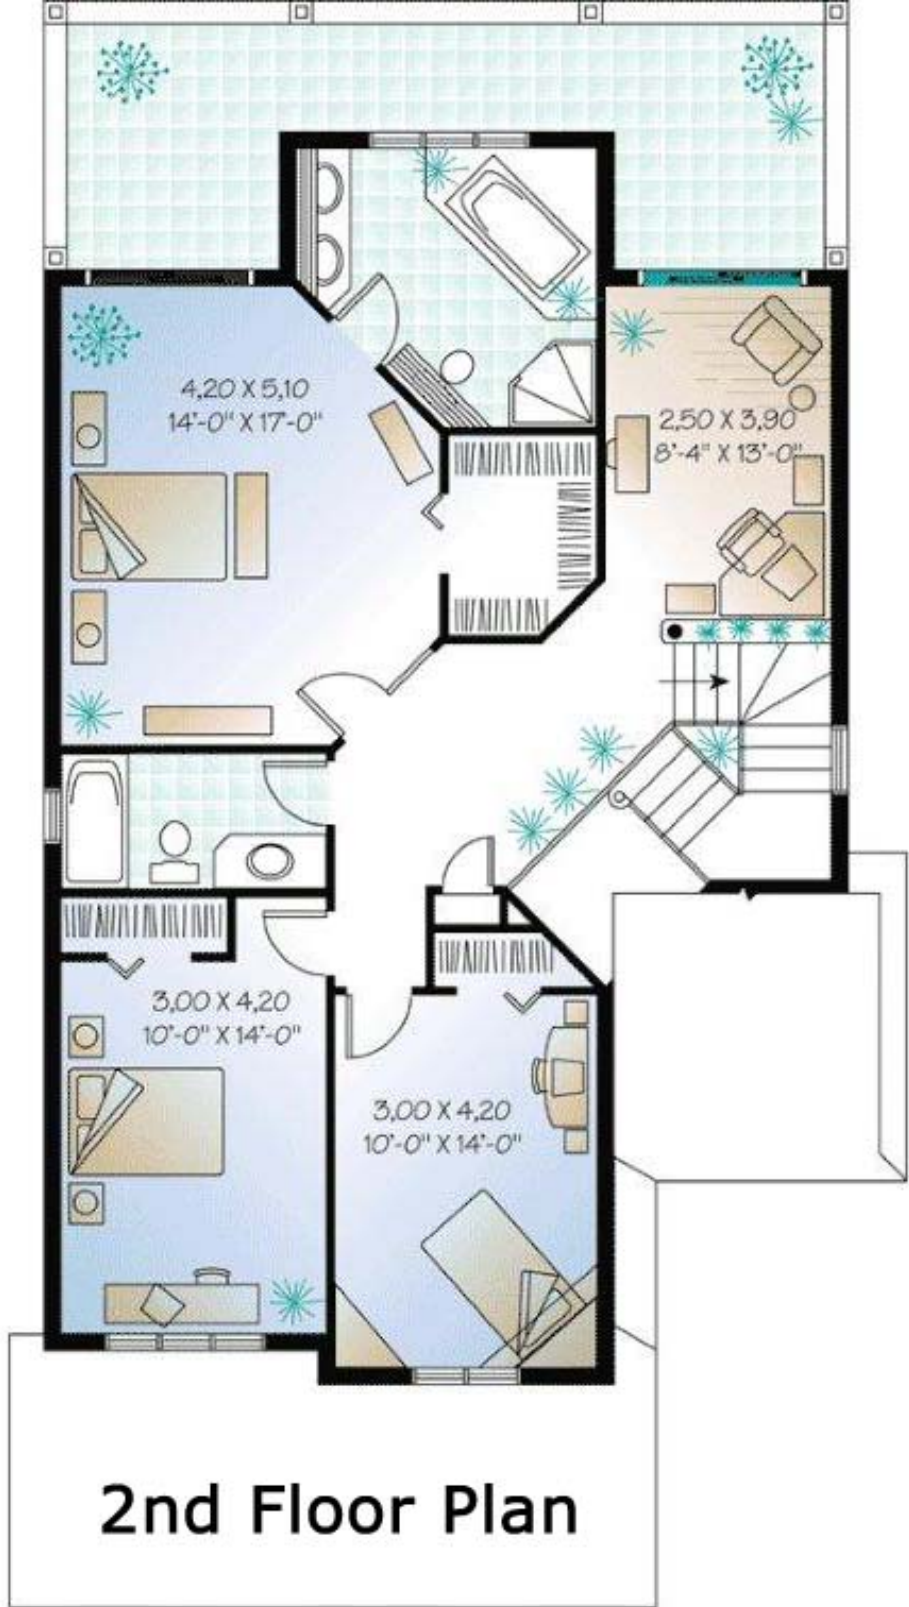 4,20 X 5,10
14'-0" X 17'-0"
2,50 X 3,90
8'-4" X 13'-0"
3,00 X 4,20
10'-0" X 14'-0"
3,00 X 4,20
10'-0" X 14'-0"
2nd Floor Plan